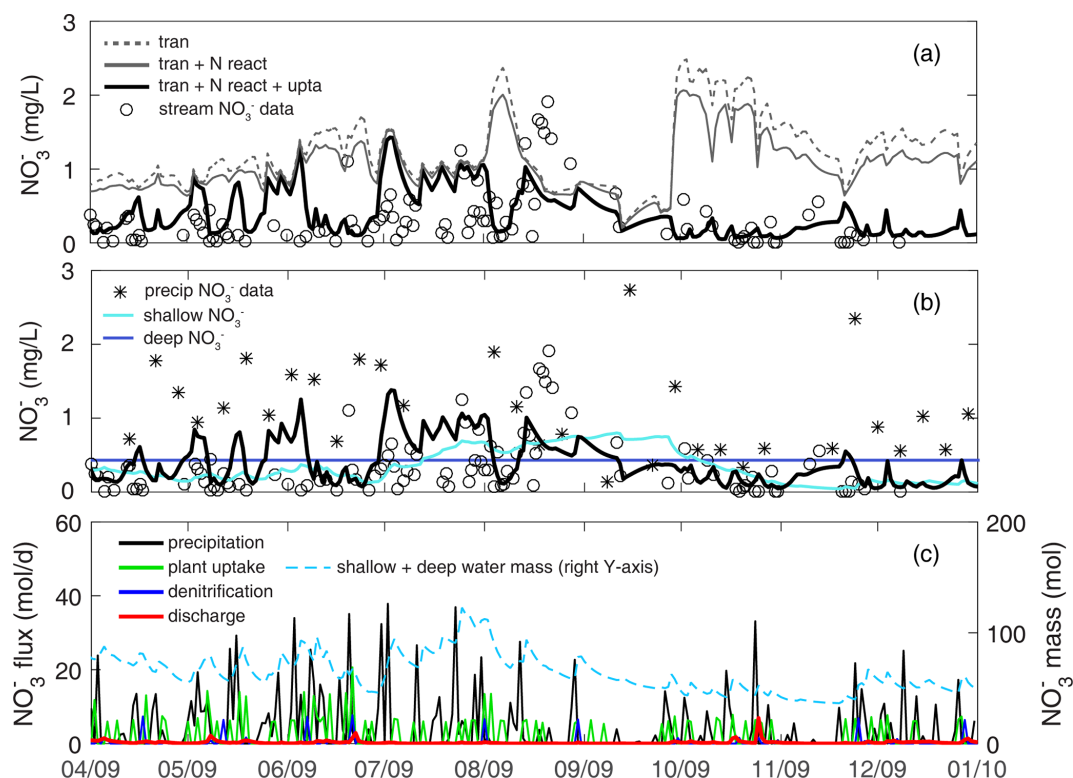 3
2
1
0
NO₃⁻ (mg/L)
tran
tran + N react
tran + N react + upta
stream NO₃⁻ data
(a)
3
2
1
0
NO₃⁻ (mg/L)
precip NO₃⁻ data
shallow NO₃⁻
deep NO₃⁻
(b)
60
40
20
0
NO₃⁻ flux (mol/d)
precipitation
plant uptake
denitrification
discharge
shallow + deep water mass (right Y-axis)
(c)
200
100
0
NO₃⁻ mass (mol)
04/09 05/09 06/09 07/09 08/09 09/09 10/09 11/09 12/09 01/10